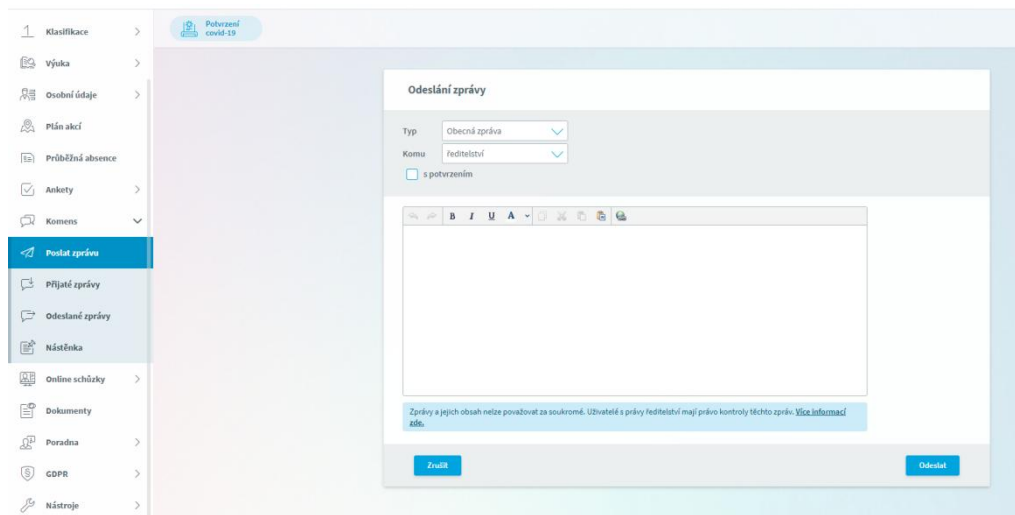 Klasifikace
Výuka
Osobní údaje
Plán akcí
Průběžná absence
Ankety
Komens
Poslat zprávu
Přijaté zprávy
Odeslané zprávy
Nástěnka
Online schůzky
Dokumenty
Poradna
GDPR
Nástroje
Potvrzení
covid-19
Odeslání zprávy
Typ Obecná zpráva
Komu ředitelství
s potvrzením
B I U A
Zprávy a jejich obsah nelze považovat za soukromé. Uživatelé s právy ředitelství mají právo kontroly těchto zpráv. Více informací
zde.
Zrušit Odeslat